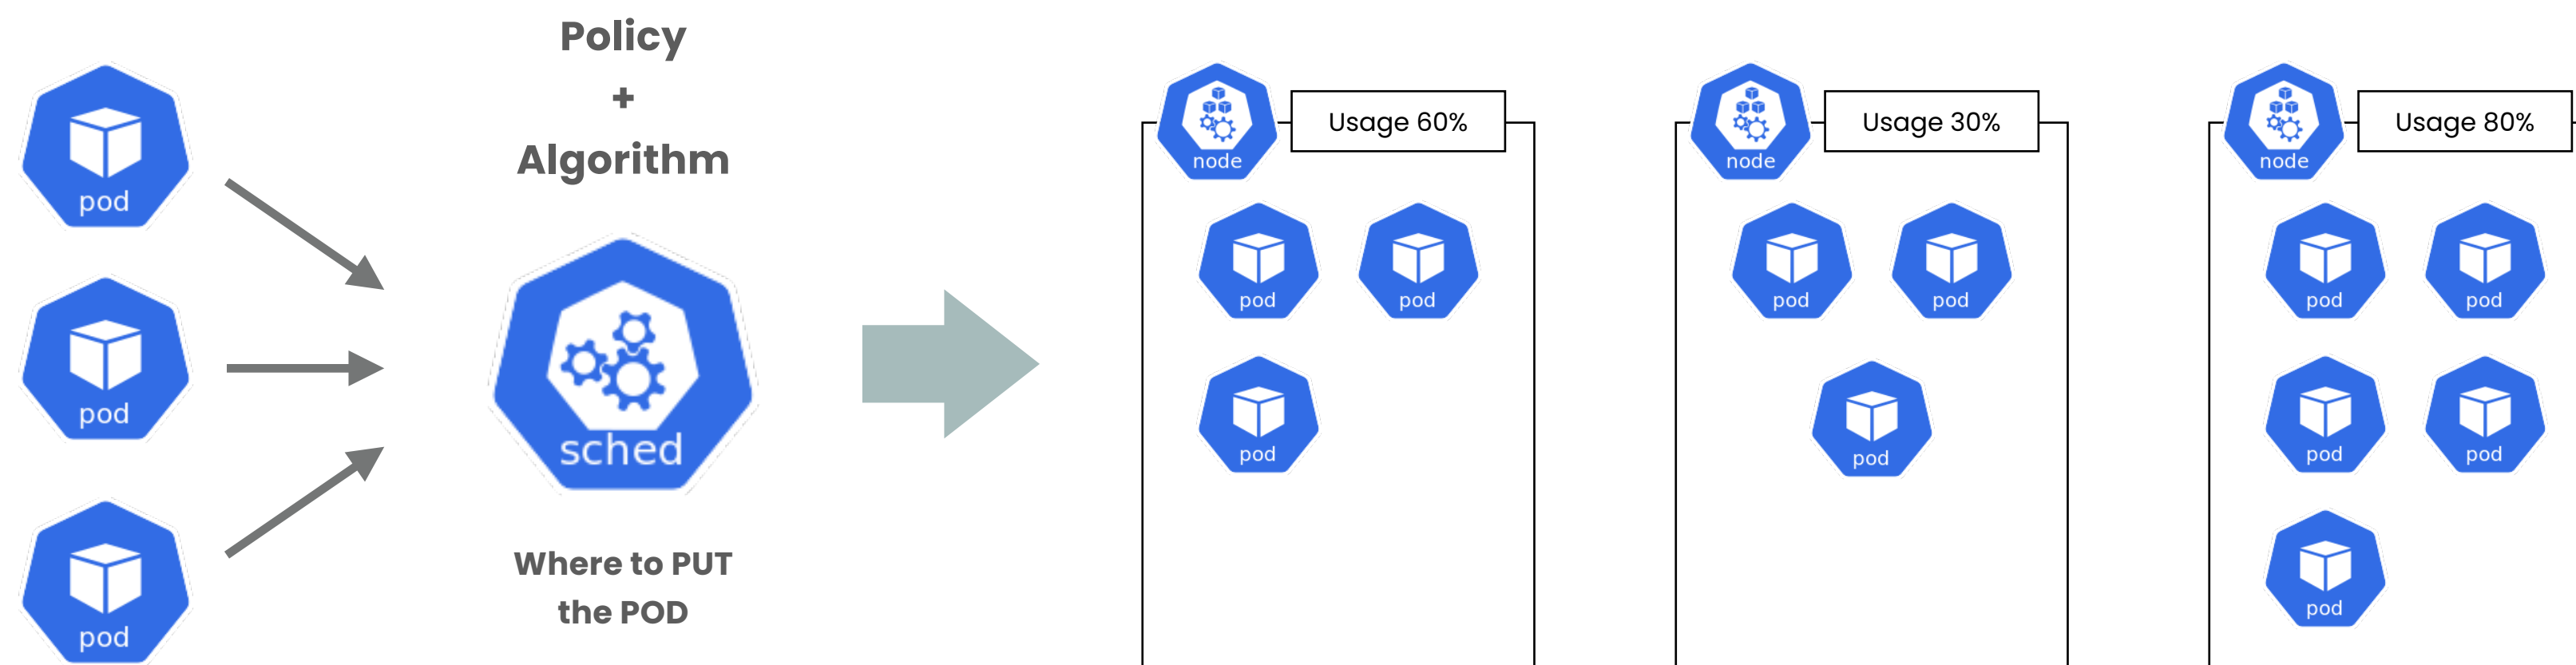 pod
pod
pod
Policy
+
Algorithm
sched
Where to PUT
the POD
node
Usage 60%
pod
pod
pod
node
Usage 30%
pod
pod
pod
node
Usage 80%
pod
pod
pod
pod
pod